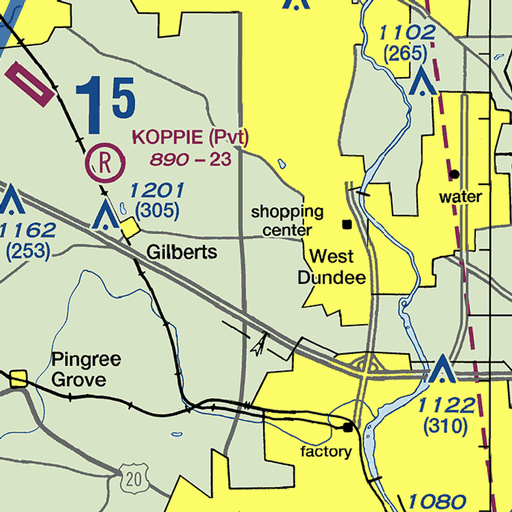 1102
(265)
15
KOPPIE (Pvt)
R
890 – 23
1201
(305)
water
1162
(253)
shopping
center
Gilberts
West
Dundee
Pingree
Grove
1122
(310)
factory
20
1080